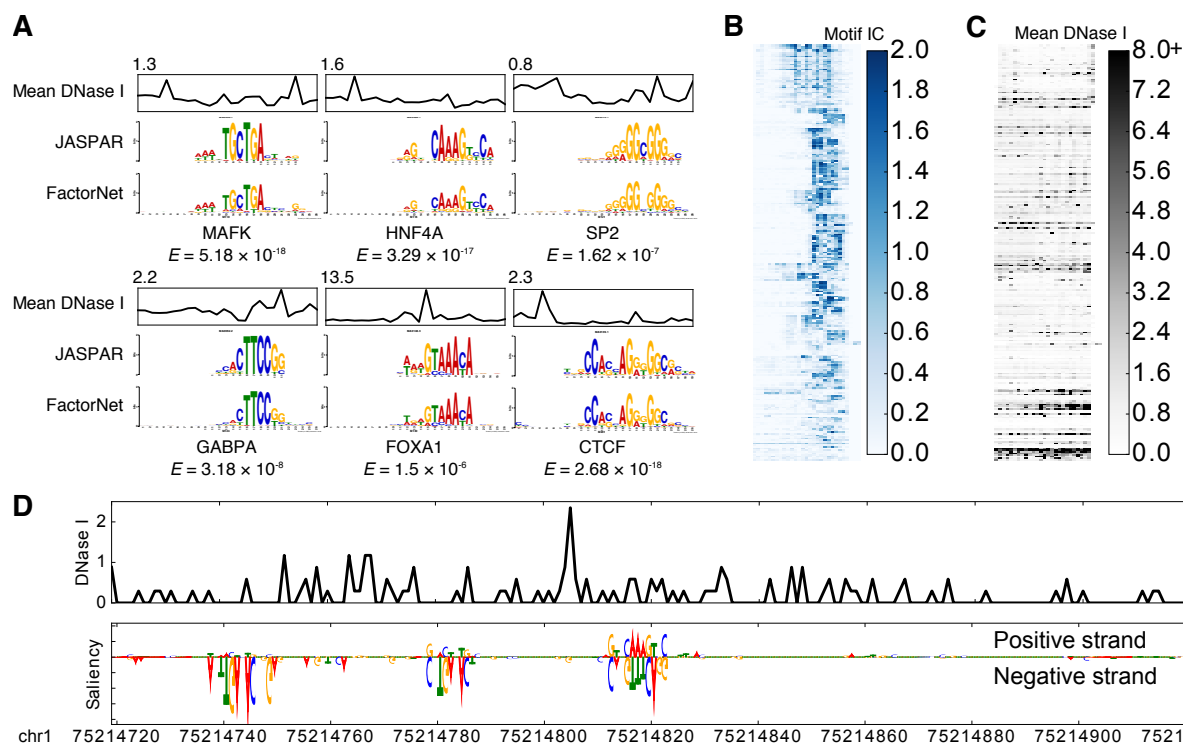 A
B
C
Motif IC
Mean DNase I
1.3
1.6
0.8
Mean DNase I
JASPAR
FactorNet
MAFK
HNF4A
SP2
E = 5.18 × 10⁻¹⁸
E = 3.29 × 10⁻¹⁷
E = 1.62 × 10⁻⁷
2.2
13.5
2.3
Mean DNase I
JASPAR
FactorNet
GABPA
FOXA1
CTCF
E = 3.18 × 10⁻⁸
E = 1.5 × 10⁻⁶
E = 2.68 × 10⁻¹⁸
2.0
1.8
1.6
1.4
1.2
1.0
0.8
0.6
0.4
0.2
0.0
8.0+
7.2
6.4
5.6
4.8
4.0
3.2
2.4
1.6
0.8
0.0
D
DNase I
2
1
0
Saliency
Positive strand
Negative strand
chr1 75214720 75214740 75214760 75214780 75214800 75214820 75214840 75214860 75214880 75214900 7521